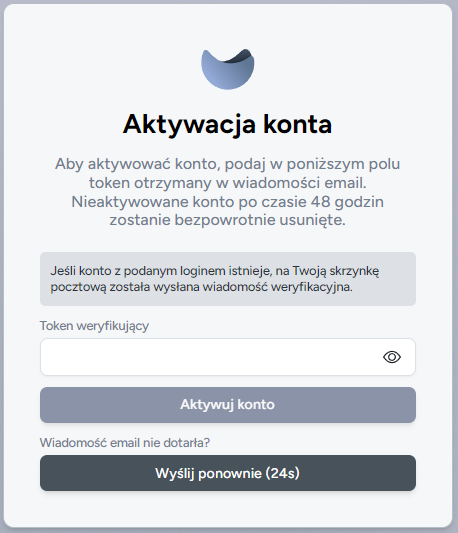 Aktywacja konta
Aby aktywować konto, podaj w poniższym polu
token otrzymany w wiadomości email.
Nieaktywowane konto po czasie 48 godzin
zostanie bezpowrotnie usunięte.
Jeśli konto z podanym loginem istnieje, na Twoją skrzynkę
pocztową została wysłana wiadomość weryfikacyjna.
Token weryfikujący
Aktywuj konto
Wiadomość email nie dotarła?
Wyślij ponownie (24s)